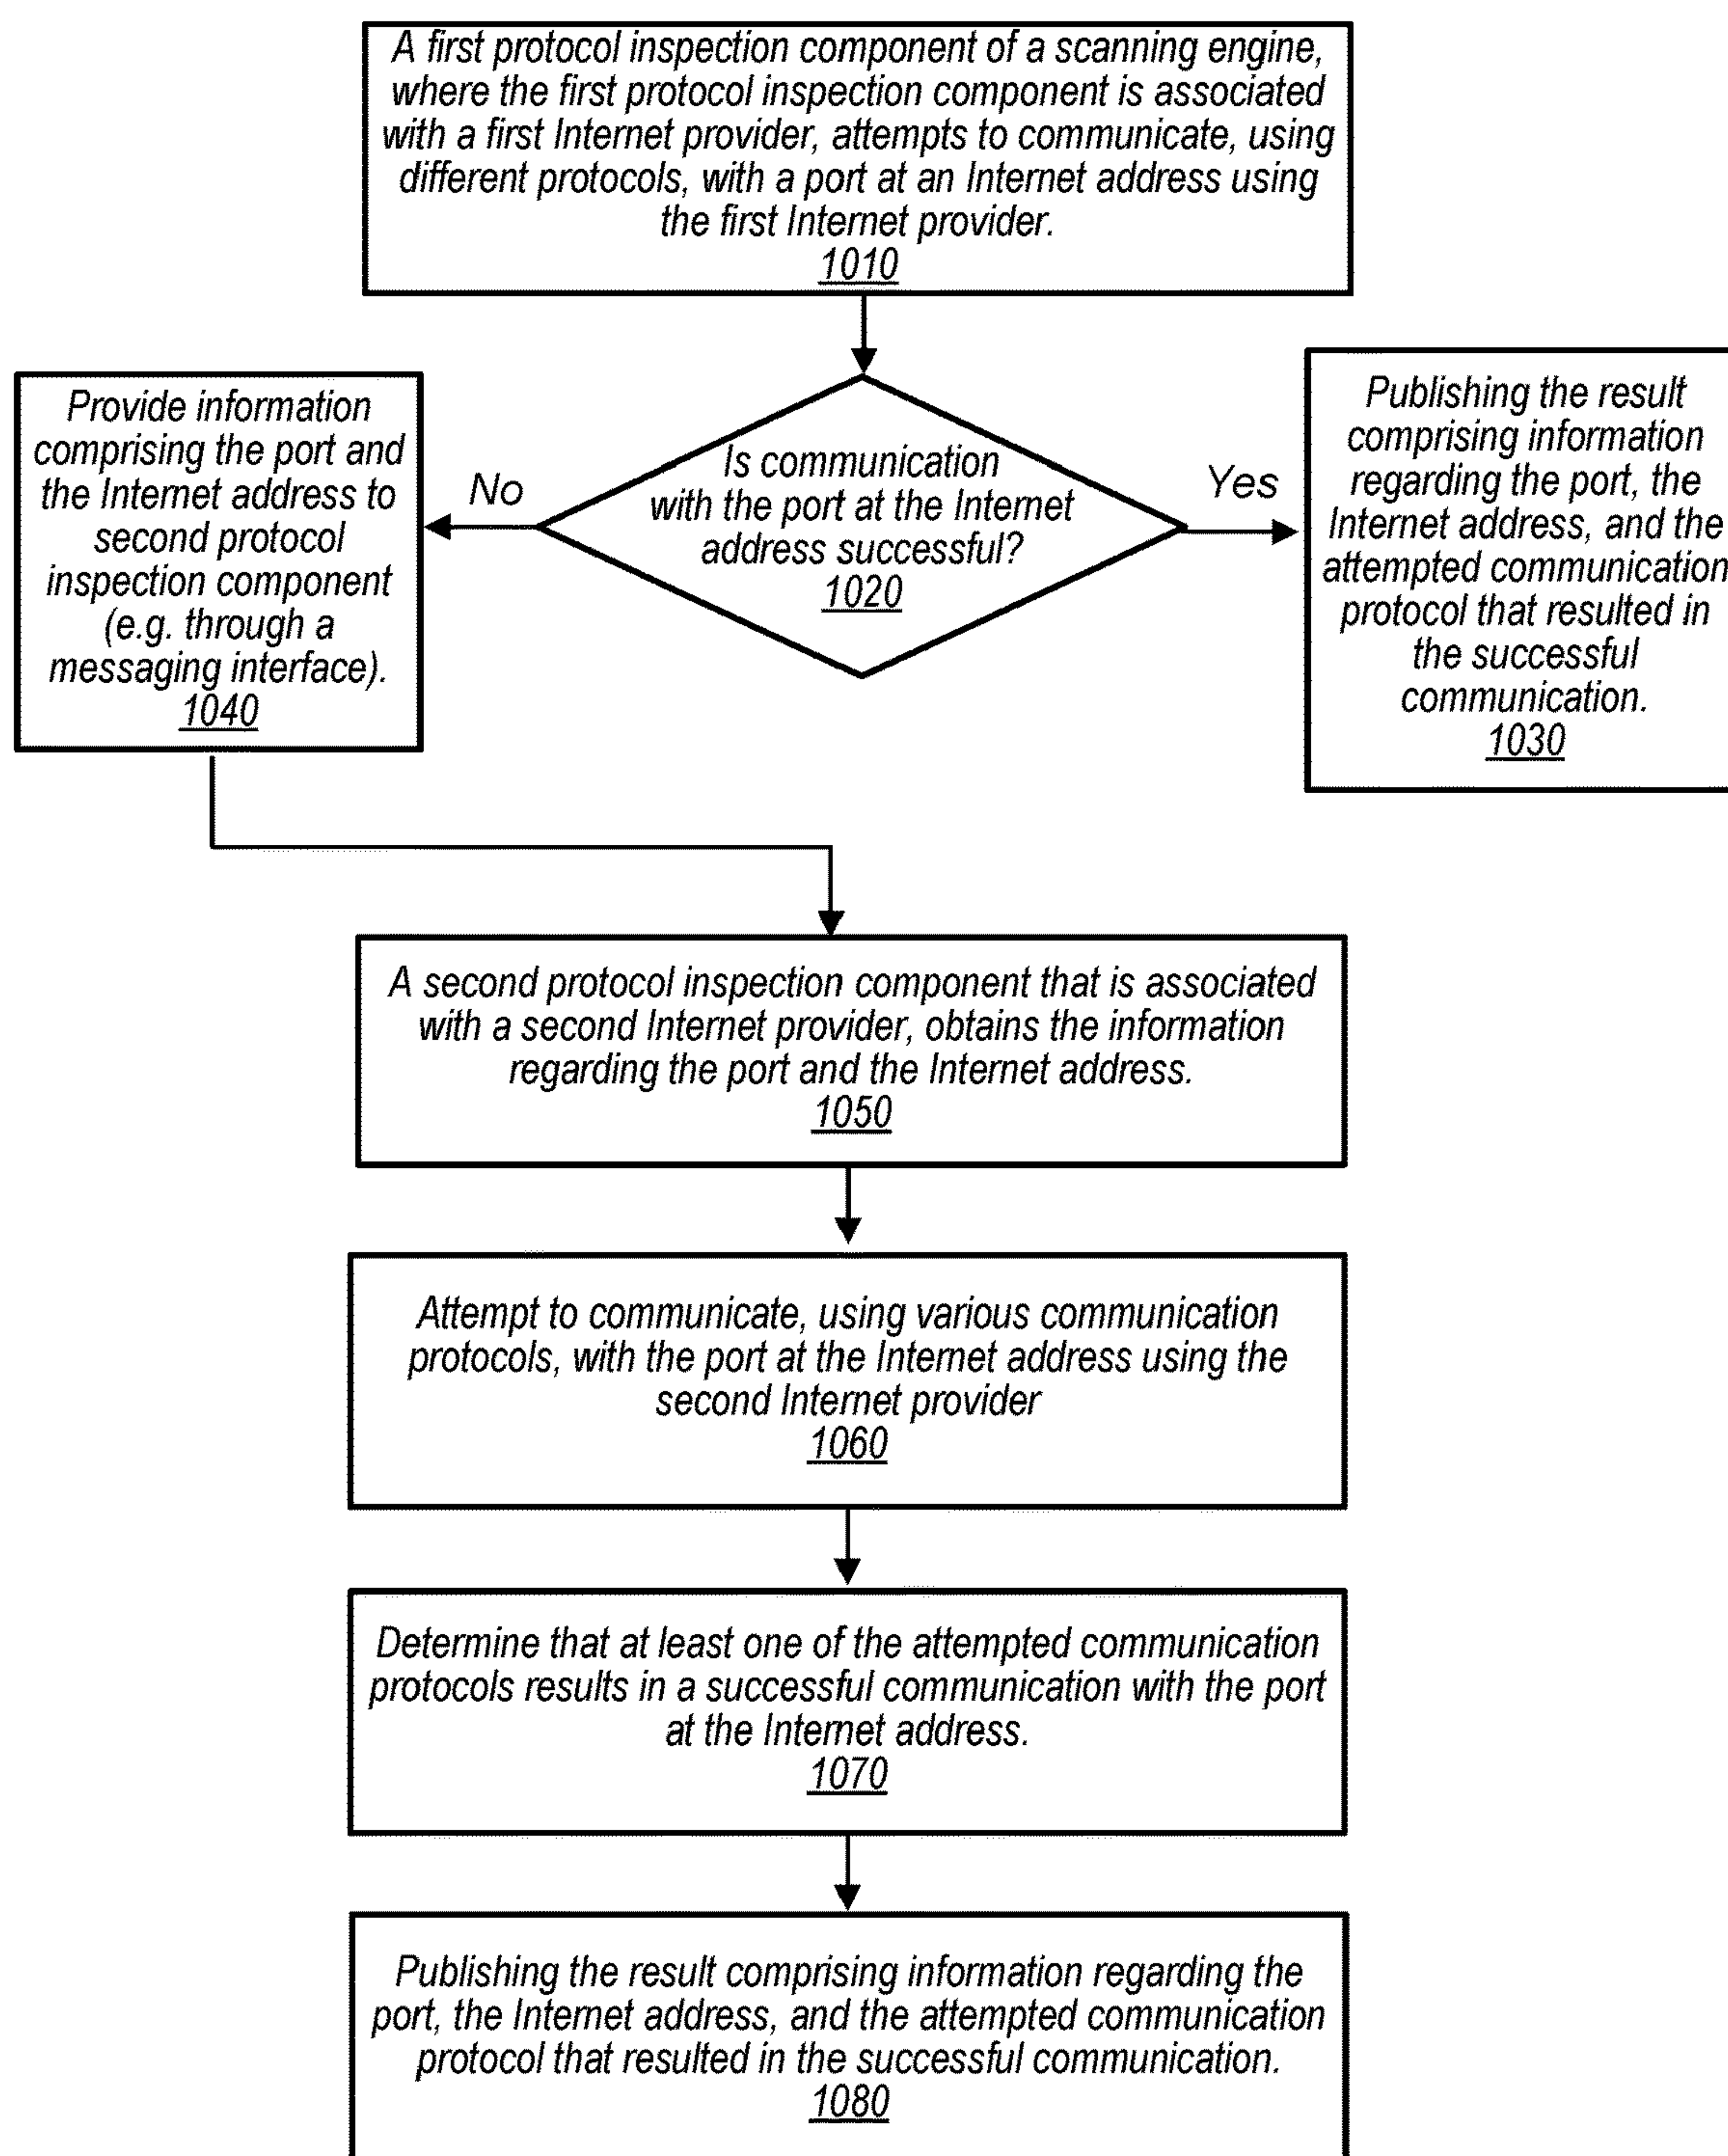 A first protocol inspection component of a scanning engine,
where the first protocol inspection component is associated
with a first Internet provider, attempts to communicate, using
different protocols, with a port at an Internet address using
the first Internet provider.
1010
Is communication
with the port at the Internet
address successful?
1020
No
Yes
Provide information
comprising the port and
the Internet address to
second protocol
inspection component
(e.g. through a
messaging interface).
1040
Publishing the result
comprising information
regarding the port, the
Internet address, and the
attempted communication
protocol that resulted in
the successful
communication.
1030
A second protocol inspection component that is associated
with a second Internet provider, obtains the information
regarding the port and the Internet address.
1050
Attempt to communicate, using various communication
protocols, with the port at the Internet address using the
second Internet provider
1060
Determine that at least one of the attempted communication
protocols results in a successful communication with the port
at the Internet address.
1070
Publishing the result comprising information regarding the
port, the Internet address, and the attempted communication
protocol that resulted in the successful communication.
1080